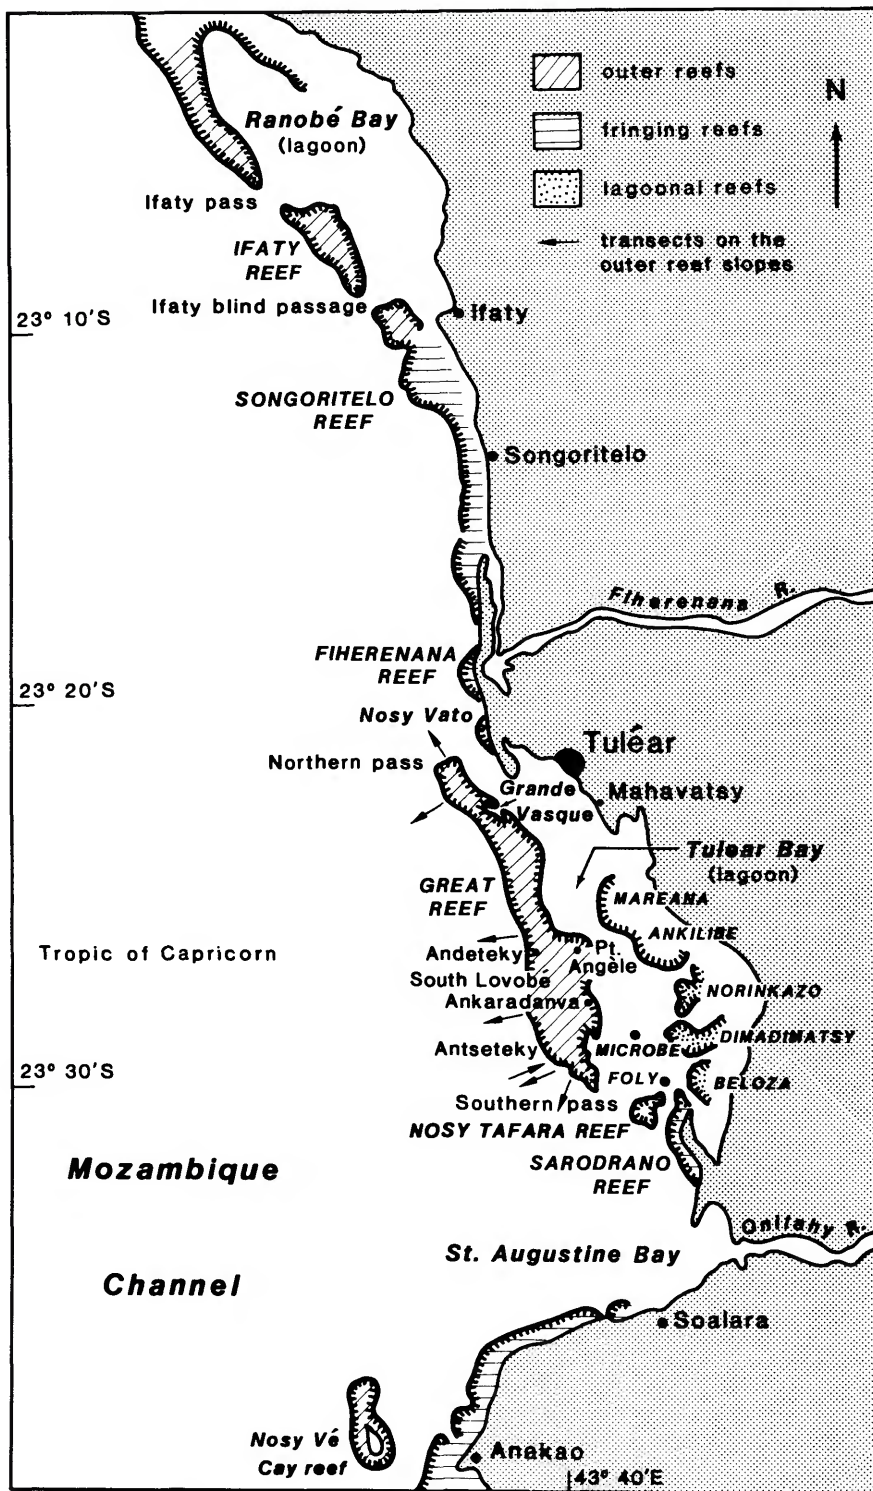 outer reefs
N
Ranobé Bay
(lagoon)
fringing reefs
lagoonal reefs
Ifaty pass
transects on the
outer reef slopes
IFATY
REEF
Ifaty blind passage
Ifaty
23° 10'S
SONGORITELO
REEF
Songoritelo
Fiherenana R.
FIHERENANA
REEF
23° 20'S
Nosy Vato
Tuléar
Northern pass
Grande
Vasque
Mahavatsy
Tulear Bay
(lagoon)
GREAT
REEF
MAREANA
ANKILIBE
Tropic of Capricorn
Andeteky
Pt.
Angèle
South Lovobé
Ankaradanva
NORINKAZO
DIMADIMATSY
Antseteky
MICROBE
23° 30'S
FOLY
BELOZA
Southern pass
NOSY TAFARA REEF
SARODRANO
REEF
Mozambique
Channel
Onilahy R.
St. Augustine Bay
Soalara
Nosy Vé
Cay reef
Anakao
43° 40'E